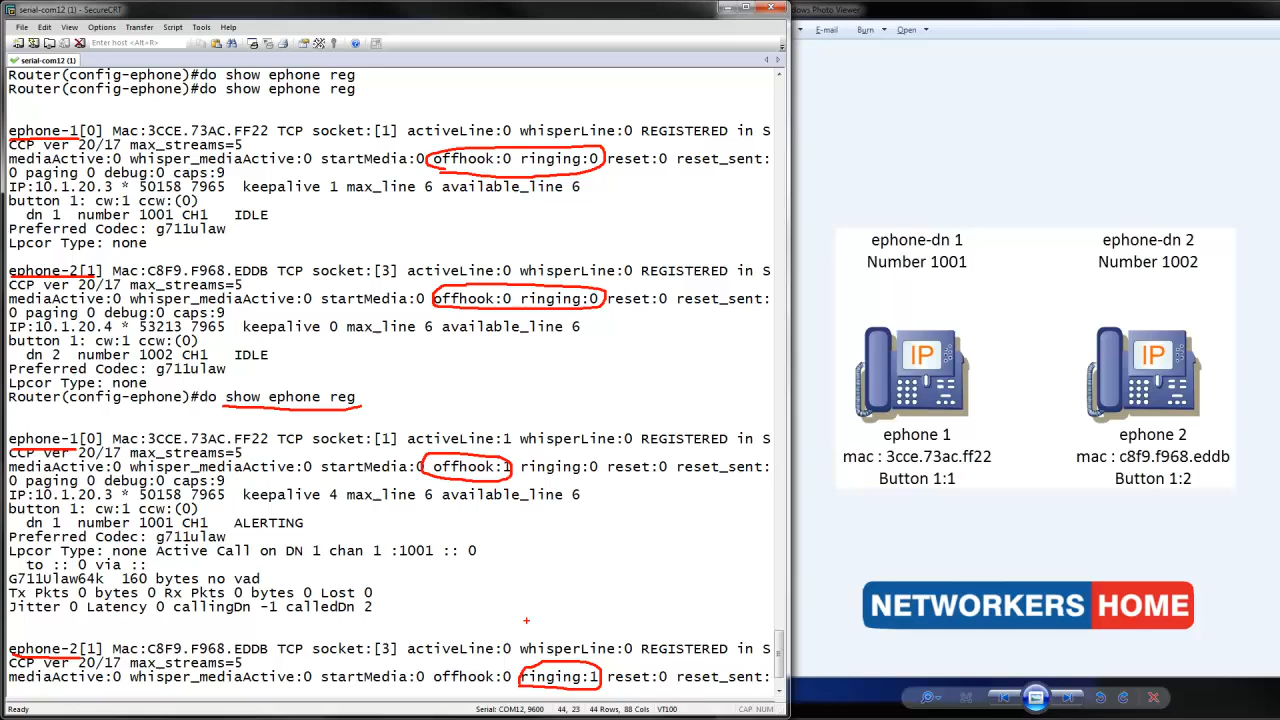 serial-com12 (1) - SecureCRT
File Edit View Options Transfer Script Tools Help
Enter host <Alt+R>
serial-com12 (1)
Router(config-ephone)#do show ephone reg
Router(config-ephone)#do show ephone reg
ephone-1[0] Mac:3CCE.73AC.FF22 TCP socket:[1] activeLine:0 whisperLine:0 REGISTERED in S
CCP ver 20/17 max_streams=5
mediaActive:0 whisper_mediaActive:0 startMedia:0 offhook:0 ringing:0 reset:0 reset_sent:
0 paging 0 debug:0 caps:9
IP:10.1.20.3 * 50158 7965  keepalive 1 max_line 6 available_line 6
button 1: cw:1 ccw:(0)
dn 1  number 1001 CH1   IDLE
Preferred Codec: g711ulaw
Lpcor Type: none
ephone-2[1] Mac:C8F9.F968.EDDB TCP socket:[3] activeLine:0 whisperLine:0 REGISTERED in S
CCP ver 20/17 max_streams=5
mediaActive:0 whisper_mediaActive:0 startMedia:0 offhook:0 ringing:0 reset:0 reset_sent:
0 paging 0 debug:0 caps:9
IP:10.1.20.4 * 53213 7965  keepalive 0 max_line 6 available_line 6
button 1: cw:1 ccw:(0)
dn 2  number 1002 CH1   IDLE
Preferred Codec: g711ulaw
Lpcor Type: none
Router(config-ephone)#do show ephone reg
ephone-1[0] Mac:3CCE.73AC.FF22 TCP socket:[1] activeLine:1 whisperLine:0 REGISTERED in S
CCP ver 20/17 max_streams=5
mediaActive:0 whisper_mediaActive:0 startMedia:0 offhook:1 ringing:0 reset:0 reset_sent:
0 paging 0 debug:0 caps:9
IP:10.1.20.3 * 50158 7965  keepalive 4 max_line 6 available_line 6
button 1: cw:1 ccw:(0)
dn 1  number 1001 CH1   ALERTING
Preferred Codec: g711ulaw
Lpcor Type: none Active Call on DN 1 chan 1 :1001 :: 0
to :: 0 via ::
G711Ulaw64k  160 bytes no vad
Tx Pkts 0 bytes 0 Rx Pkts 0 bytes 0 Lost 0
Jitter 0 Latency 0 callingDn -1 calledDn 2
ephone-2[1] Mac:C8F9.F968.EDDB TCP socket:[3] activeLine:0 whisperLine:0 REGISTERED in S
CCP ver 20/17 max_streams=5
mediaActive:0 whisper_mediaActive:0 startMedia:0 offhook:0 ringing:1 reset:0 reset_sent:
Ready
Serial: COM12, 9600  44, 23  44 Rows, 88 Cols  VT100  CAP NUM
Photo Viewer
E-mail Burn Open
ephone-dn 1
Number 1001
ephone-dn 2
Number 1002
IP
IP
ephone 1
mac : 3cce.73ac.ff22
Button 1:1
ephone 2
mac : c8f9.f968.eddb
Button 1:2
NETWORKERS HOME